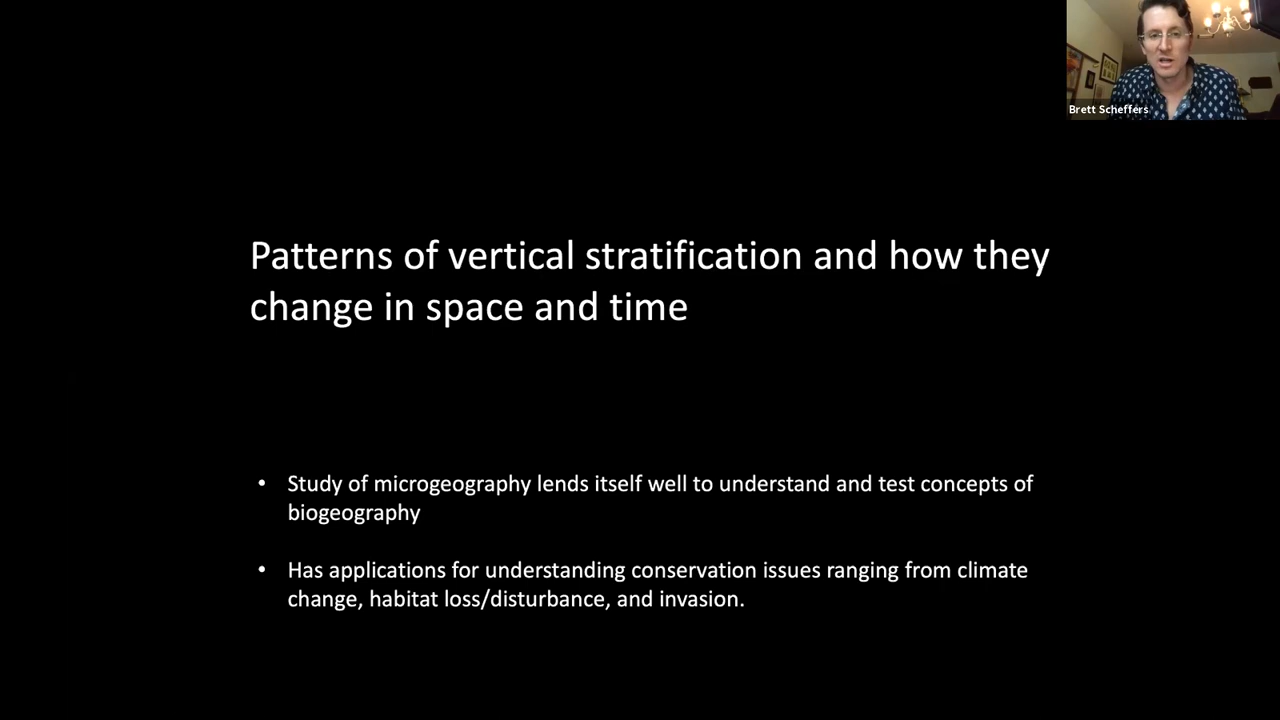 Brett Scheffers
Patterns of vertical stratification and how they
change in space and time
• Study of microgeography lends itself well to understand and test concepts of
biogeography
• Has applications for understanding conservation issues ranging from climate
change, habitat loss/disturbance, and invasion.